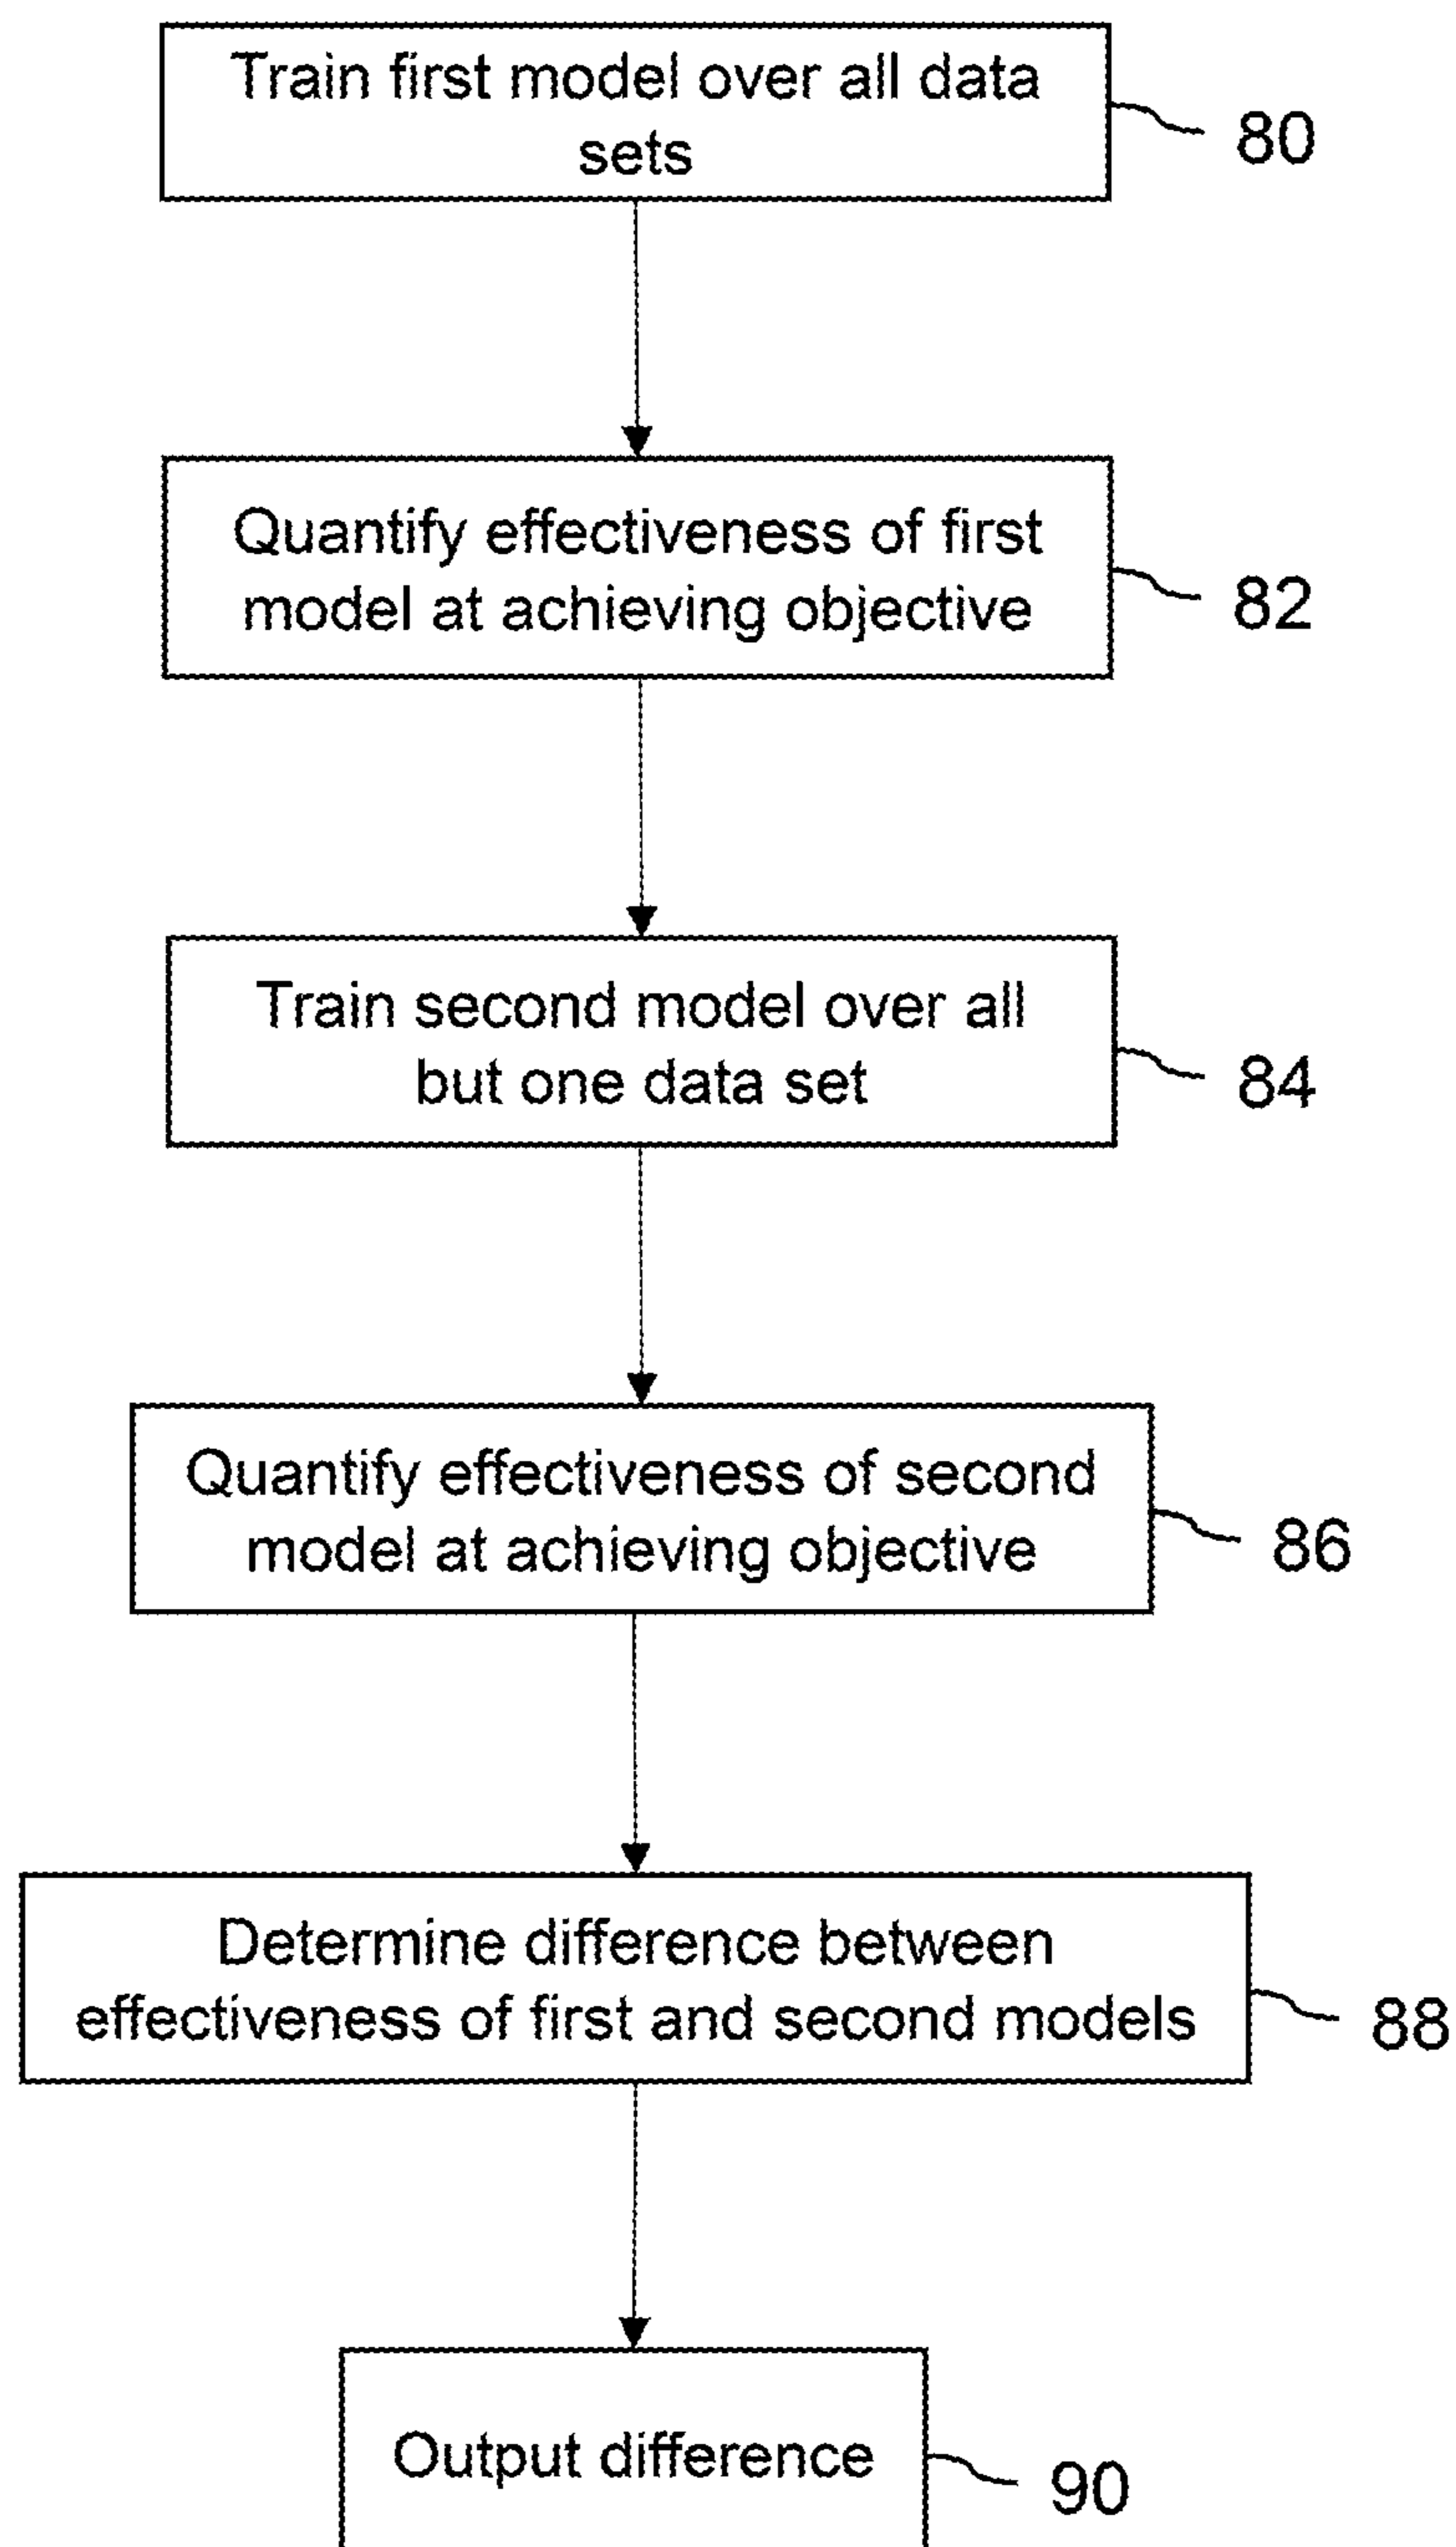 Train first model over all data
sets
80
Quantify effectiveness of first
model at achieving objective
82
Train second model over all
but one data set
84
Quantify effectiveness of second
model at achieving objective
86
Determine difference between
effectiveness of first and second models
88
Output difference
90